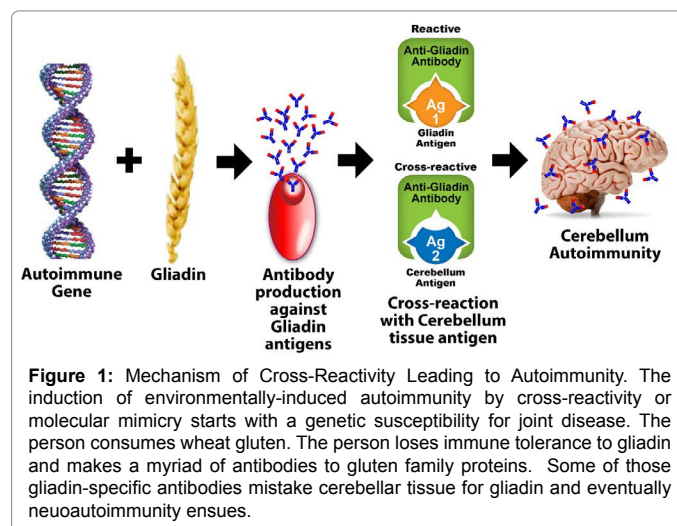 Reactive
Anti-Gliadin
Antibody
Ag
1
Gliadin
Antigen
Cross-reactive
Anti-Gliadin
Antibody
Ag
2
Cerebellum
Antigen
Autoimmune
Gene
Gliadin
Antibody
production
against
Gliadin
antigens
Cross-reaction
with Cerebellum
tissue antigen
Cerebellum
Autoimmunity
Figure 1: Mechanism of Cross-Reactivity Leading to Autoimmunity. The
induction of environmentally-induced autoimmunity by cross-reactivity or
molecular mimicry starts with a genetic susceptibility for joint disease. The
person consumes wheat gluten. The person loses immune tolerance to gliadin
and makes a myriad of antibodies to gluten family proteins. Some of those
gliadin-specific antibodies mistake cerebellar tissue for gliadin and eventually
neuoautoimmunity ensues.